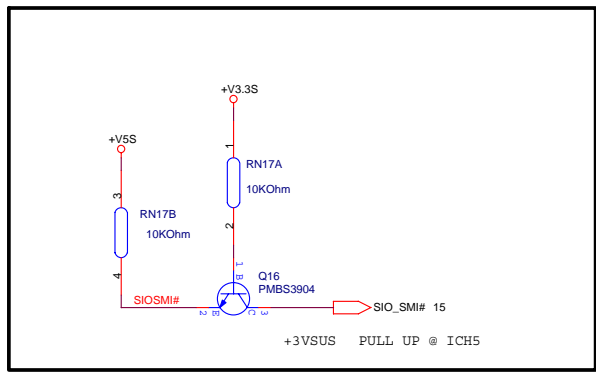 +V3.3S
+V5S
1
RN17A
10KOhm
3
RN17B
10KOhm
2
4
1
B
Q16
PMBS3904
SIOSMI#
2
E
C
3
SIO_SMI# 15
+3VSUS PULL UP @ ICH5